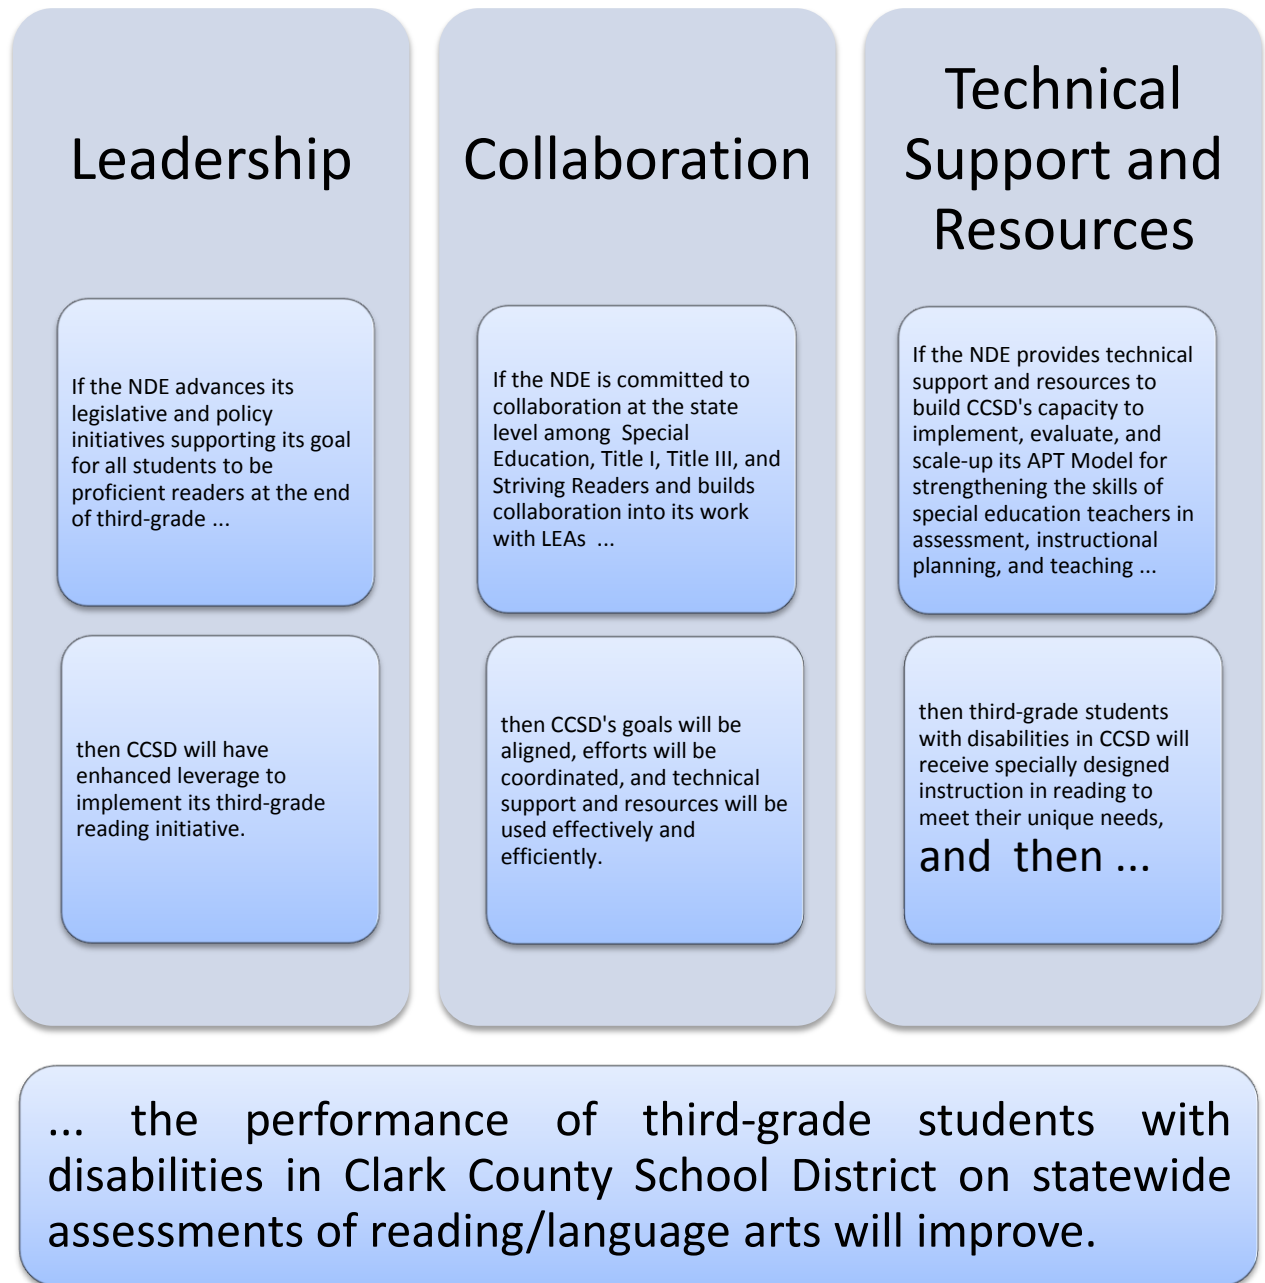 Leadership
If the NDE advances its
legislative and policy
initiatives supporting its goal
for all students to be
proficient readers at the end
of third-grade ...
then CCSD will have
enhanced leverage to
implement its third-grade
reading initiative.
Collaboration
If the NDE is committed to
collaboration at the state
level among  Special
Education, Title I, Title III, and
Striving Readers and builds
collaboration into its work
with LEAs  ...
then CCSD's goals will be
aligned, efforts will be
coordinated, and technical
support and resources will be
used effectively and
efficiently.
Technical
Support and
Resources
If the NDE provides technical
support and resources to
build CCSD's capacity to
implement, evaluate, and
scale-up its APT Model for
strengthening the skills of
special education teachers in
assessment, instructional
planning, and teaching ...
then third-grade students
with disabilities in CCSD will
receive specially designed
instruction in reading to
meet their unique needs,
and  then ...
... the performance of third-grade students with
disabilities in Clark County School District on statewide
assessments of reading/language arts will improve.